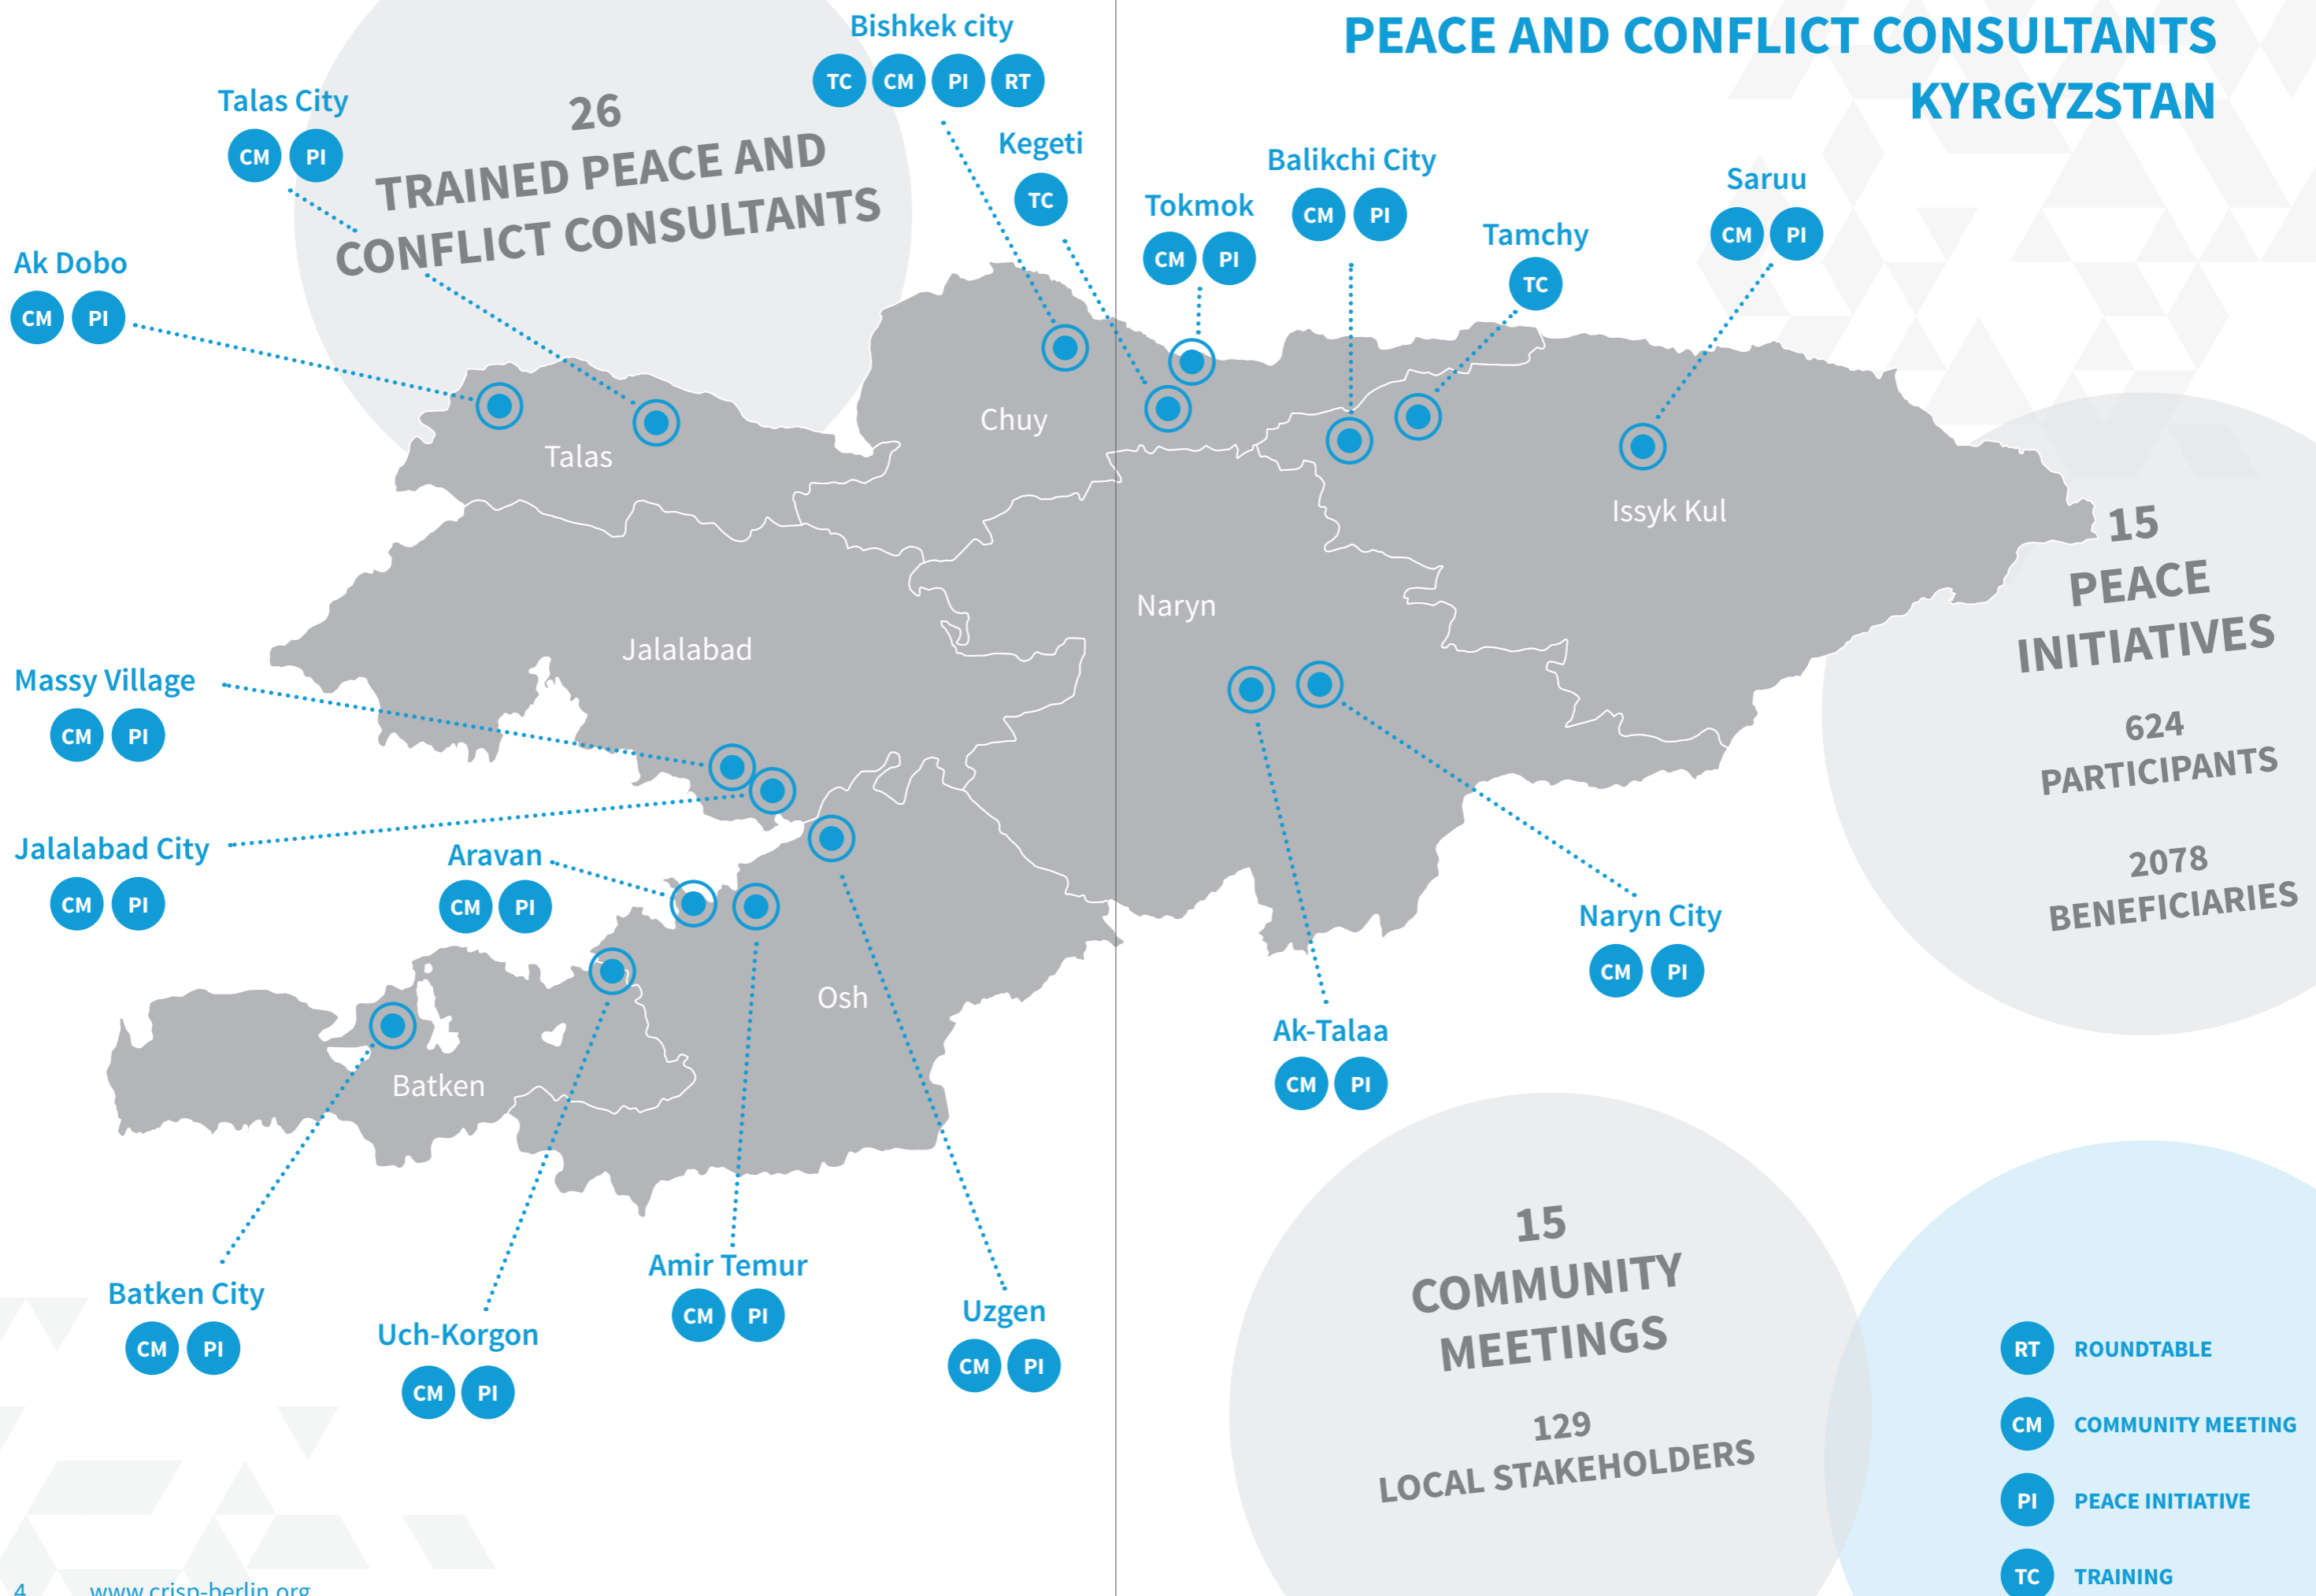 PEACE AND CONFLICT CONSULTANTS
KYRGYZSTAN
Bishkek city
TC CM PI RT
Talas City
CM PI
26
TRAINED PEACE AND
CONFLICT CONSULTANTS
Kegeti
TC
Tokmok
CM PI
Balikchi City
CM PI
Tamchy
TC
Saruu
CM PI
Ak Dobo
CM PI
Talas
Chuy
Issyk Kul
Naryn
Jalalabad
15
PEACE
INITIATIVES
624
PARTICIPANTS
2078
BENEFICIARIES
Massy Village
CM PI
Jalalabad City
CM PI
Aravan
CM PI
Naryn City
CM PI
Osh
Ak-Talaa
CM PI
Batken
Batken City
CM PI
Uch-Korgon
CM PI
Amir Temur
CM PI
Uzgen
CM PI
15
COMMUNITY
MEETINGS
129
LOCAL STAKEHOLDERS
RT ROUNDTABLE
CM COMMUNITY MEETING
PI PEACE INITIATIVE
TC TRAINING
4 www.crisp-berlin.org